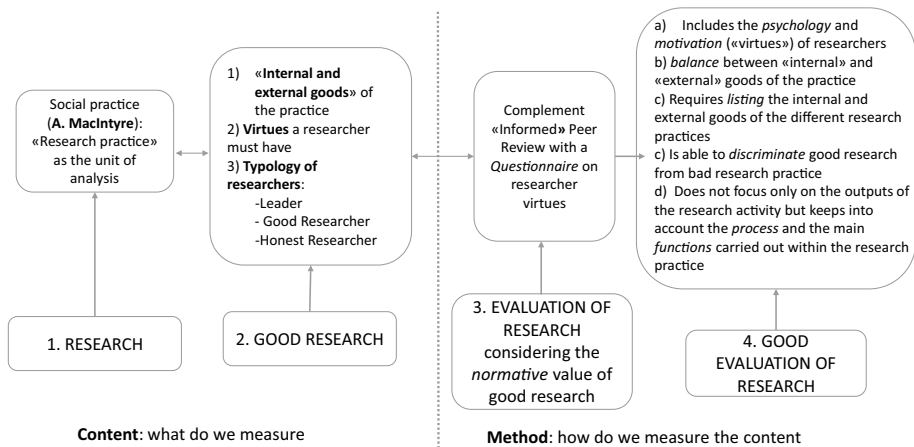 Social practice
(A. MacIntyre):
«Research practice»
as the unit of
analysis
1) «Internal and
external goods» of
the practice
2) Virtues a researcher
must have
3) Typology of
researchers:
-Leader
- Good Researcher
-Honest Researcher
Complement
«Informed» Peer
Review with a
Questionnaire on
researcher
virtues
a) Includes the psychology and
motivation («virtues») of researchers
b) balance between «internal» and
«external» goods of the practice
c) Requires listing the internal and
external goods of the different research
practices
c) Is able to discriminate good research
from bad research practice
d) Does not focus only on the outputs of
the research activity but keeps into
account the process and the main
functions carried out within the research
practice
1. RESEARCH
2. GOOD RESEARCH
3. EVALUATION OF
RESEARCH
considering the
normative value of
good research
4. GOOD
EVALUATION OF
RESEARCH
Content: what do we measure
Method: how do we measure the content